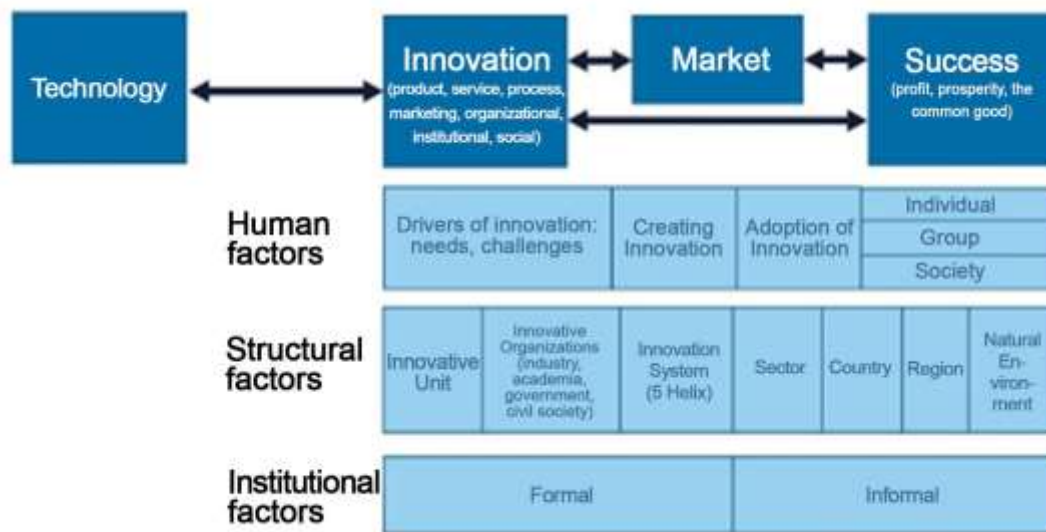 Technology
Innovation
(product, service, process,
marketing, organizational,
institutional, social)
Market
Success
(profit, prosperity, the
common good)
Human
factors
Drivers of innovation:
needs, challenges
Creating
Innovation
Adoption of
Innovation
Individual
Group
Society
Structural
factors
Innovative
Unit
Innovative
Organizations
(industry,
academia,
government,
civil society)
Innovation
System
(5 Helix)
Sector
Country
Region
Natural
En-
viron-
ment
Institutional
factors
Formal
Informal